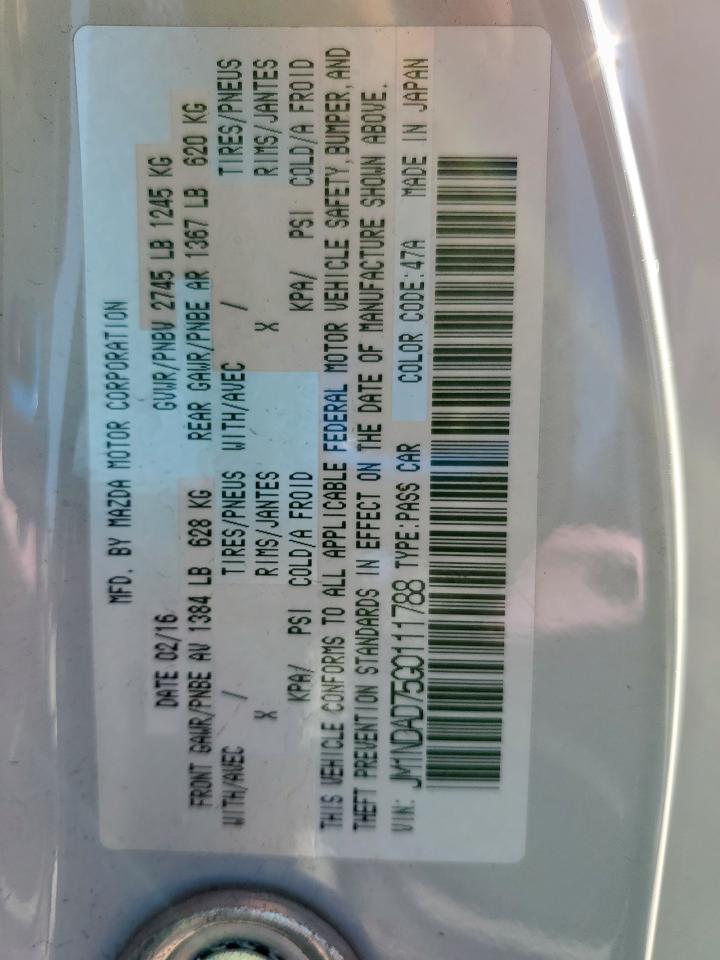 MFD. BY MAZDA MOTOR CORPORATION
DATE 02/16 GVWR/PNBV 2745 LB 1245 KG
FRONT GAWR/PNBE AV 1384 LB 628 KG REAR GAWR/PNBE AR 1367 LB 620 KG
WITH/AVEC / TIRES/PNEUS WITH/AVEC / TIRES/PNEUS
X RIMS/JANTES X RIMS/JANTES
KPA/ PSI COLD/A FROID KPA/ PSI COLD/A FROID
THIS VEHICLE CONFORMS TO ALL APPLICABLE FEDERAL MOTOR VEHICLE SAFETY,BUMPER,AND
THEFT PREVENTION STANDARDS IN EFFECT ON THE DATE OF MANUFACTURE SHOWN ABOVE.
VIN: JM1NDAD75G0111788 TYPE:PASS CAR COLOR CODE:47A MADE IN JAPAN